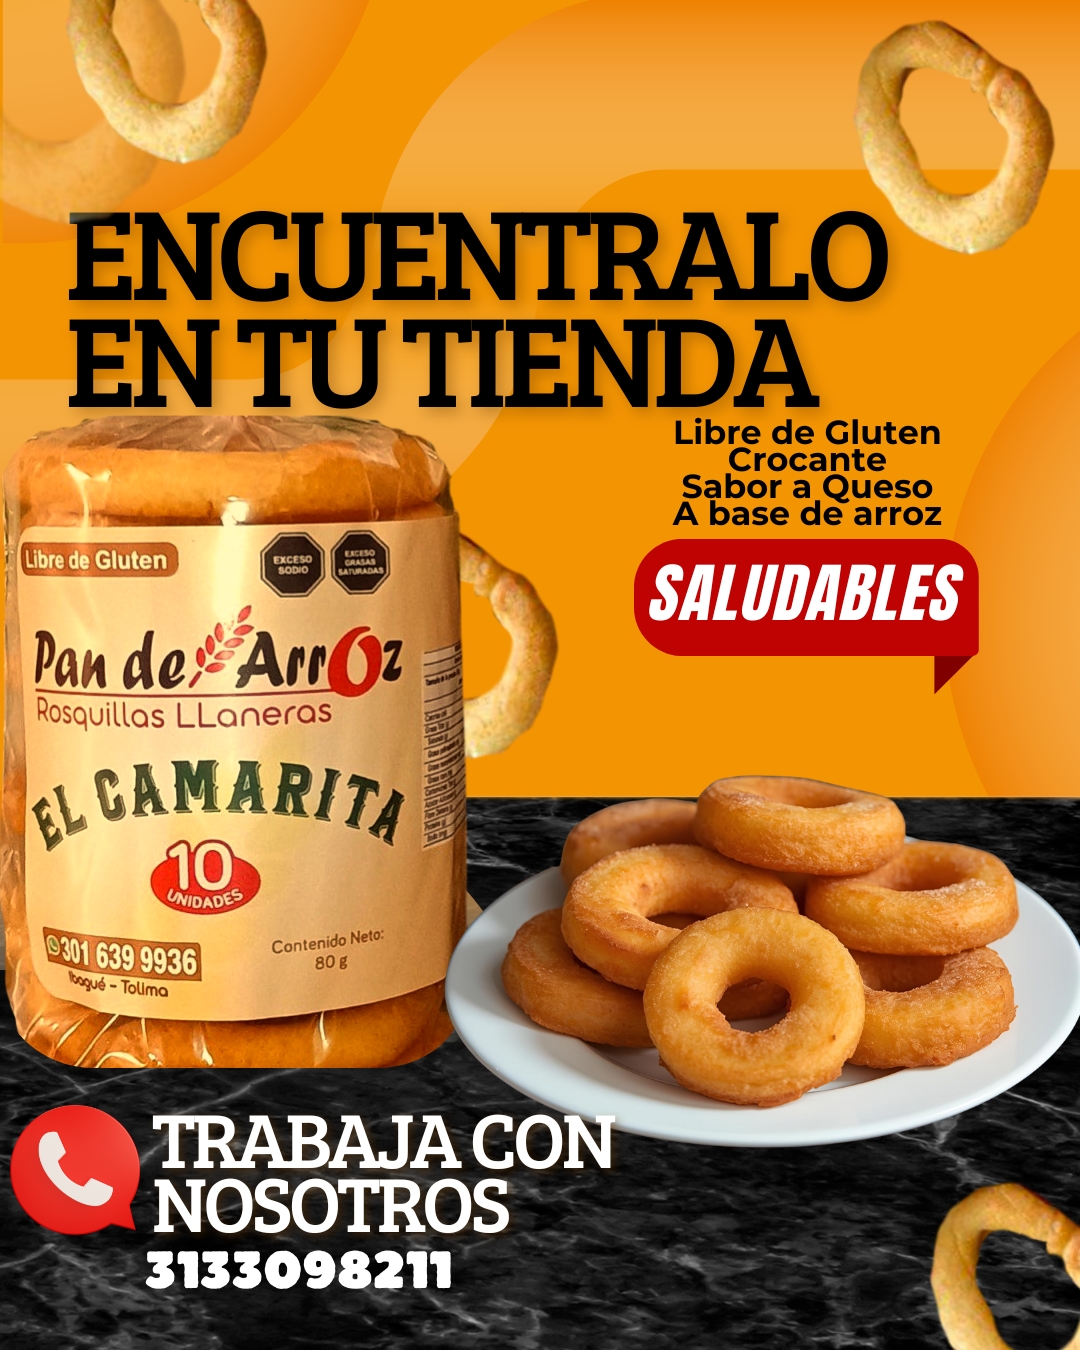 ENCUENTRALO
EN TU TIENDA
Libre de Gluten
Crocante
Sabor a Queso
A base de arroz
SALUDABLES
Libre de Gluten
EXCESO
SODIO
EXCESO
GRASAS
SATURADAS
Pan de ArrOz
Rosquillas LLaneras
EL CAMARITA
10
UNIDADES
301 639 9936
Ibagué - Tolima
Contenido Neto:
80 g
TRABAJA CON
NOSOTROS
3133098211